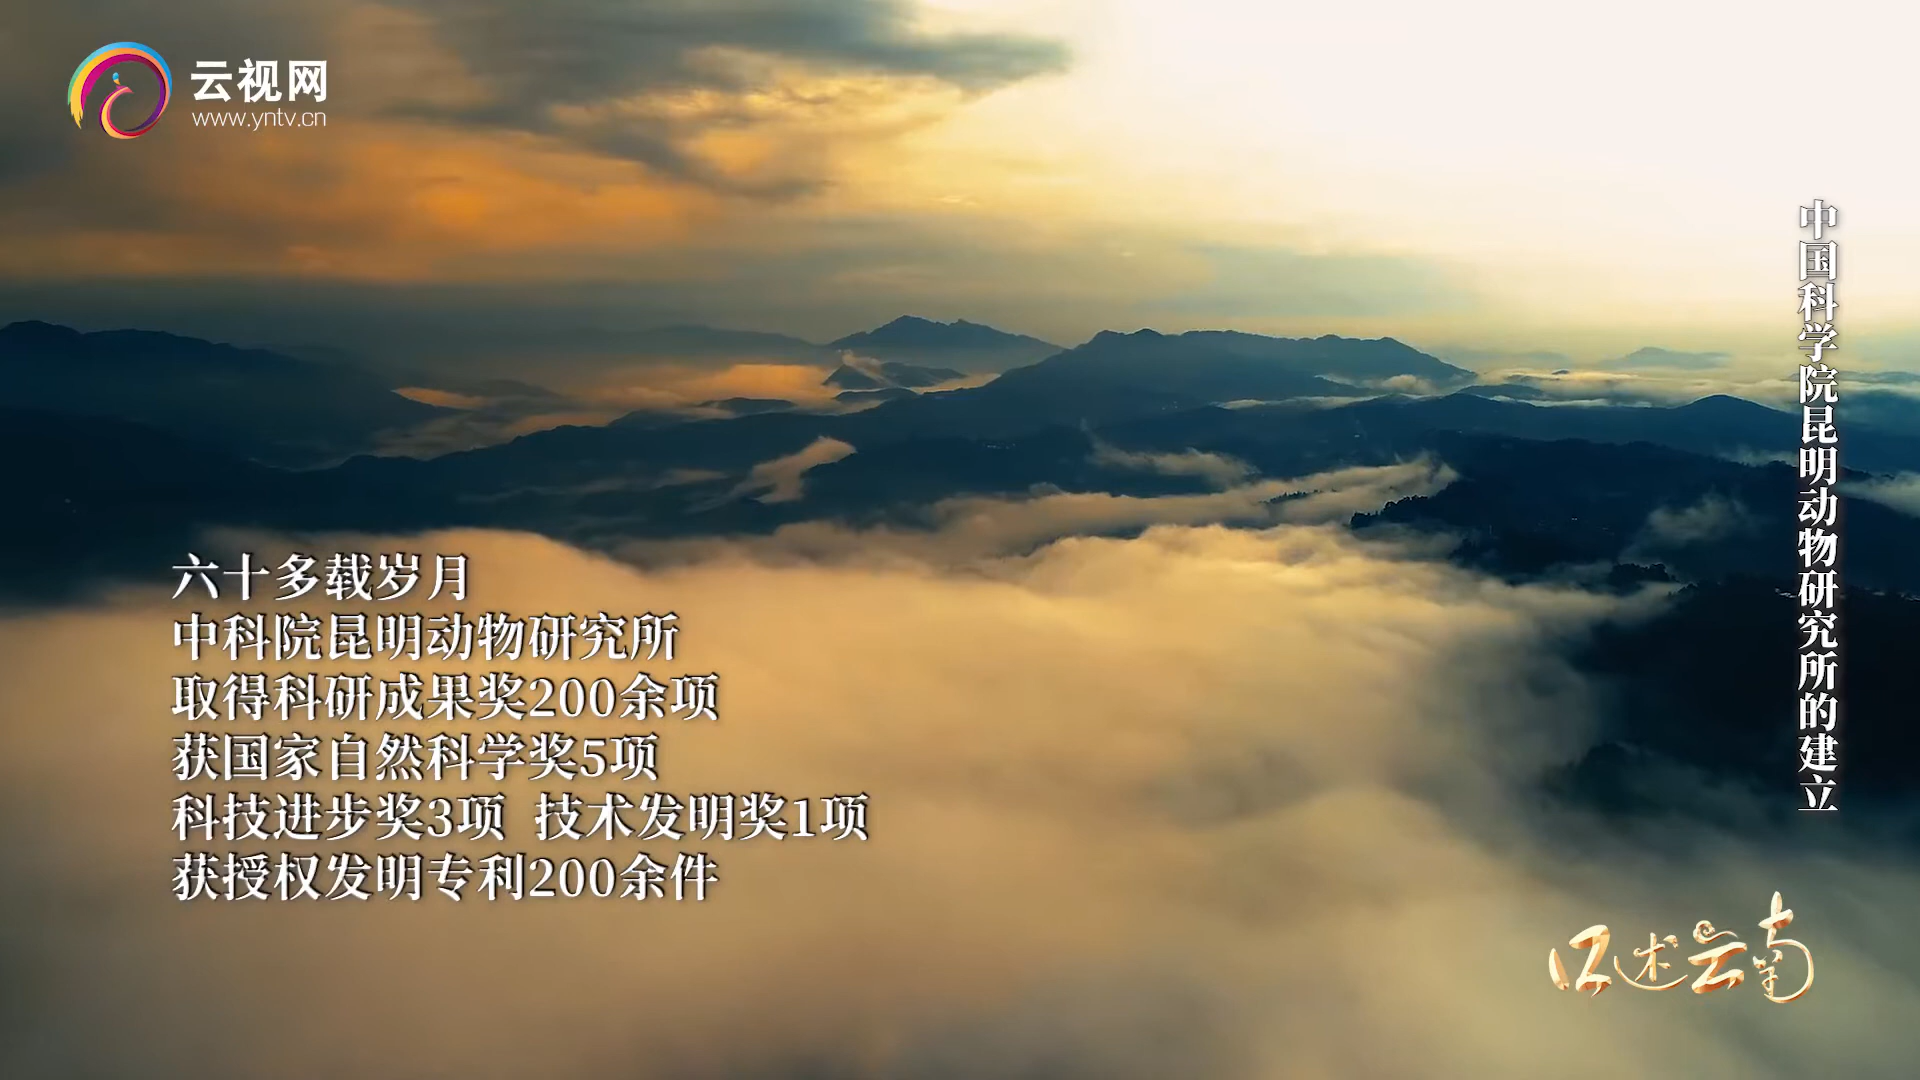 云视网
www.yntv.cn
中国科学院昆明动物研究所的建立
六十多载岁月
中科院昆明动物研究所
取得科研成果奖200余项
获国家自然科学奖5项
科技进步奖3项 技术发明奖1项
获授权发明专利200余件
口述云南